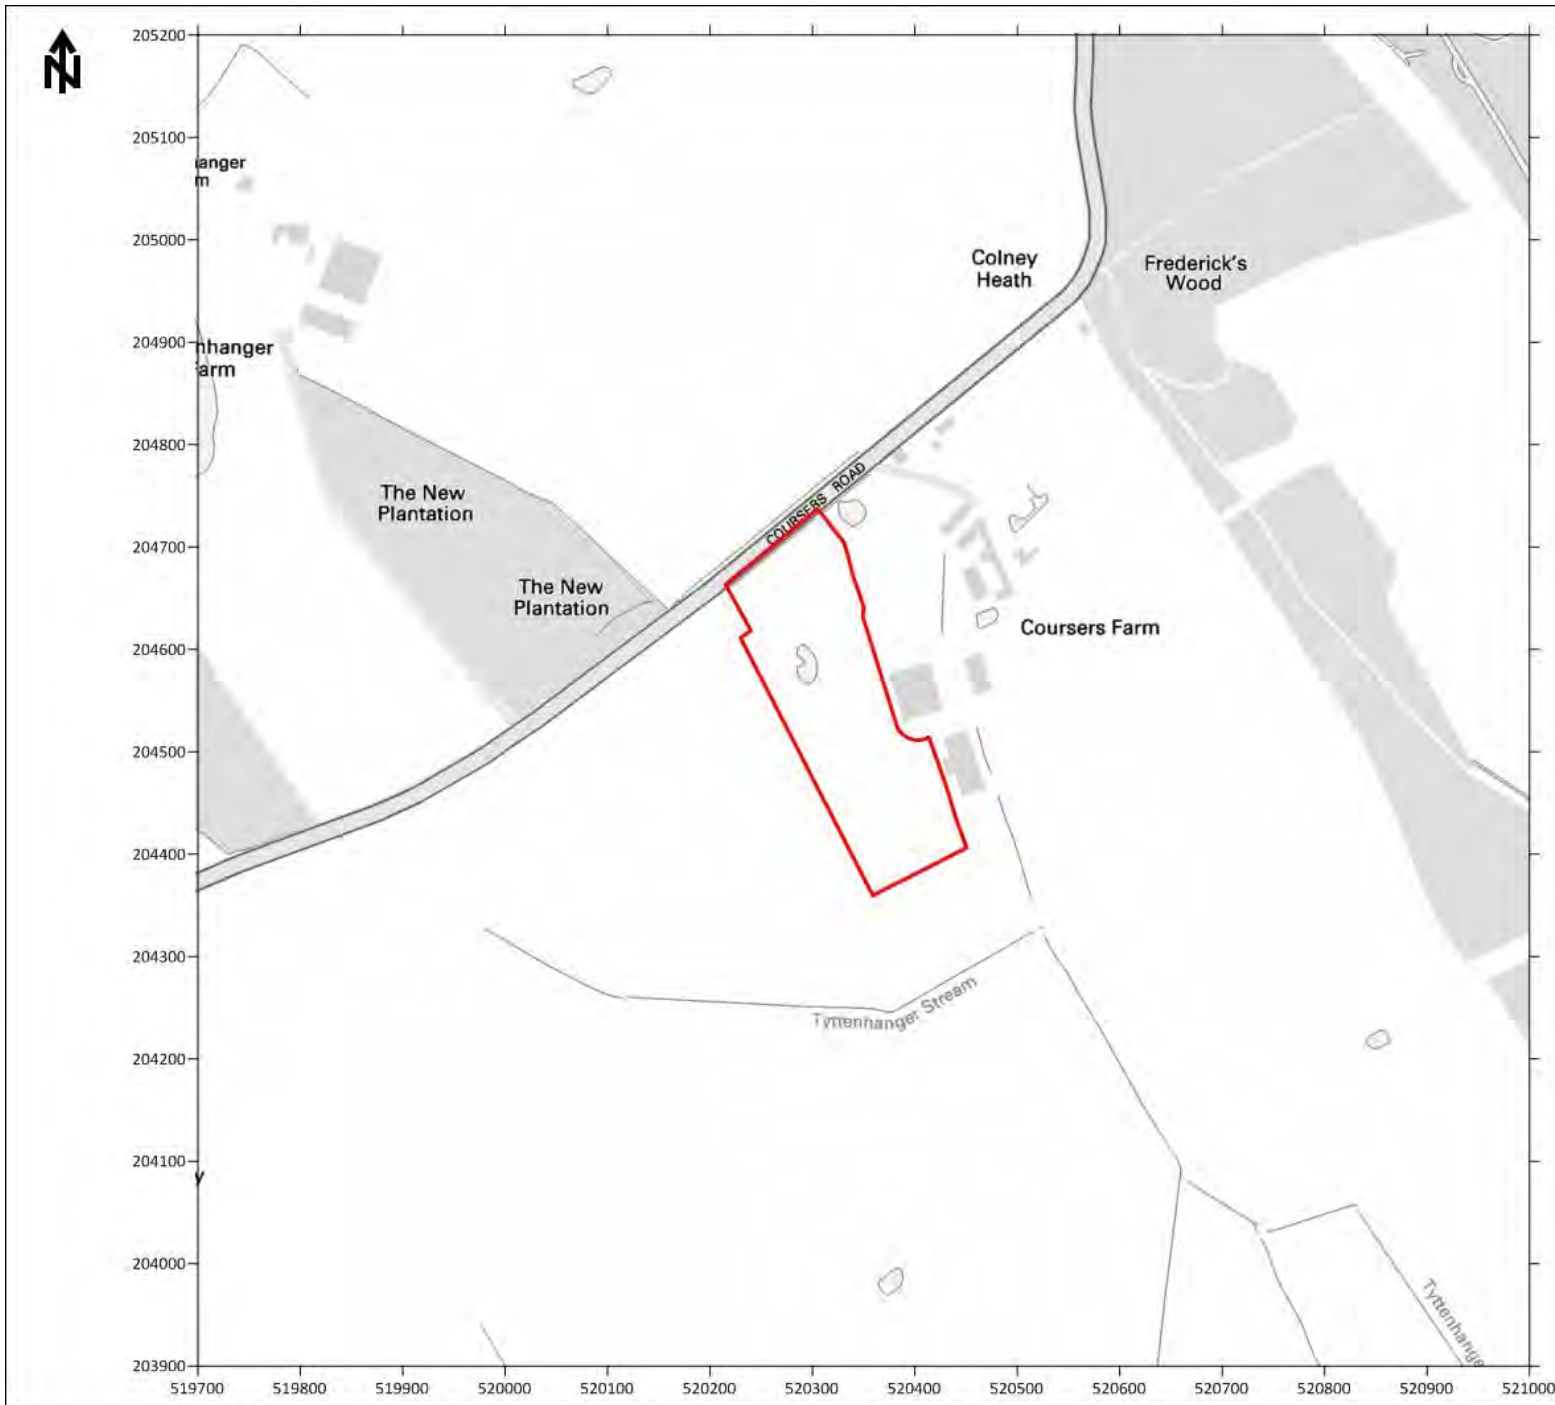 N
205200
205100
205000
204900
204800
204700
204600
204500
204400
204300
204200
204100
204000
203900
519700 519800 519900 520000 520100 520200 520300 520400 520500 520600 520700 520800 520900 521000
anger
m
nhanger
arm
Colney
Heath
Frederick's
Wood
The New
Plantation
COURSERS ROAD
The New
Plantation
Coursers Farm
Tyttenhanger Stream
y
Tyttenhange